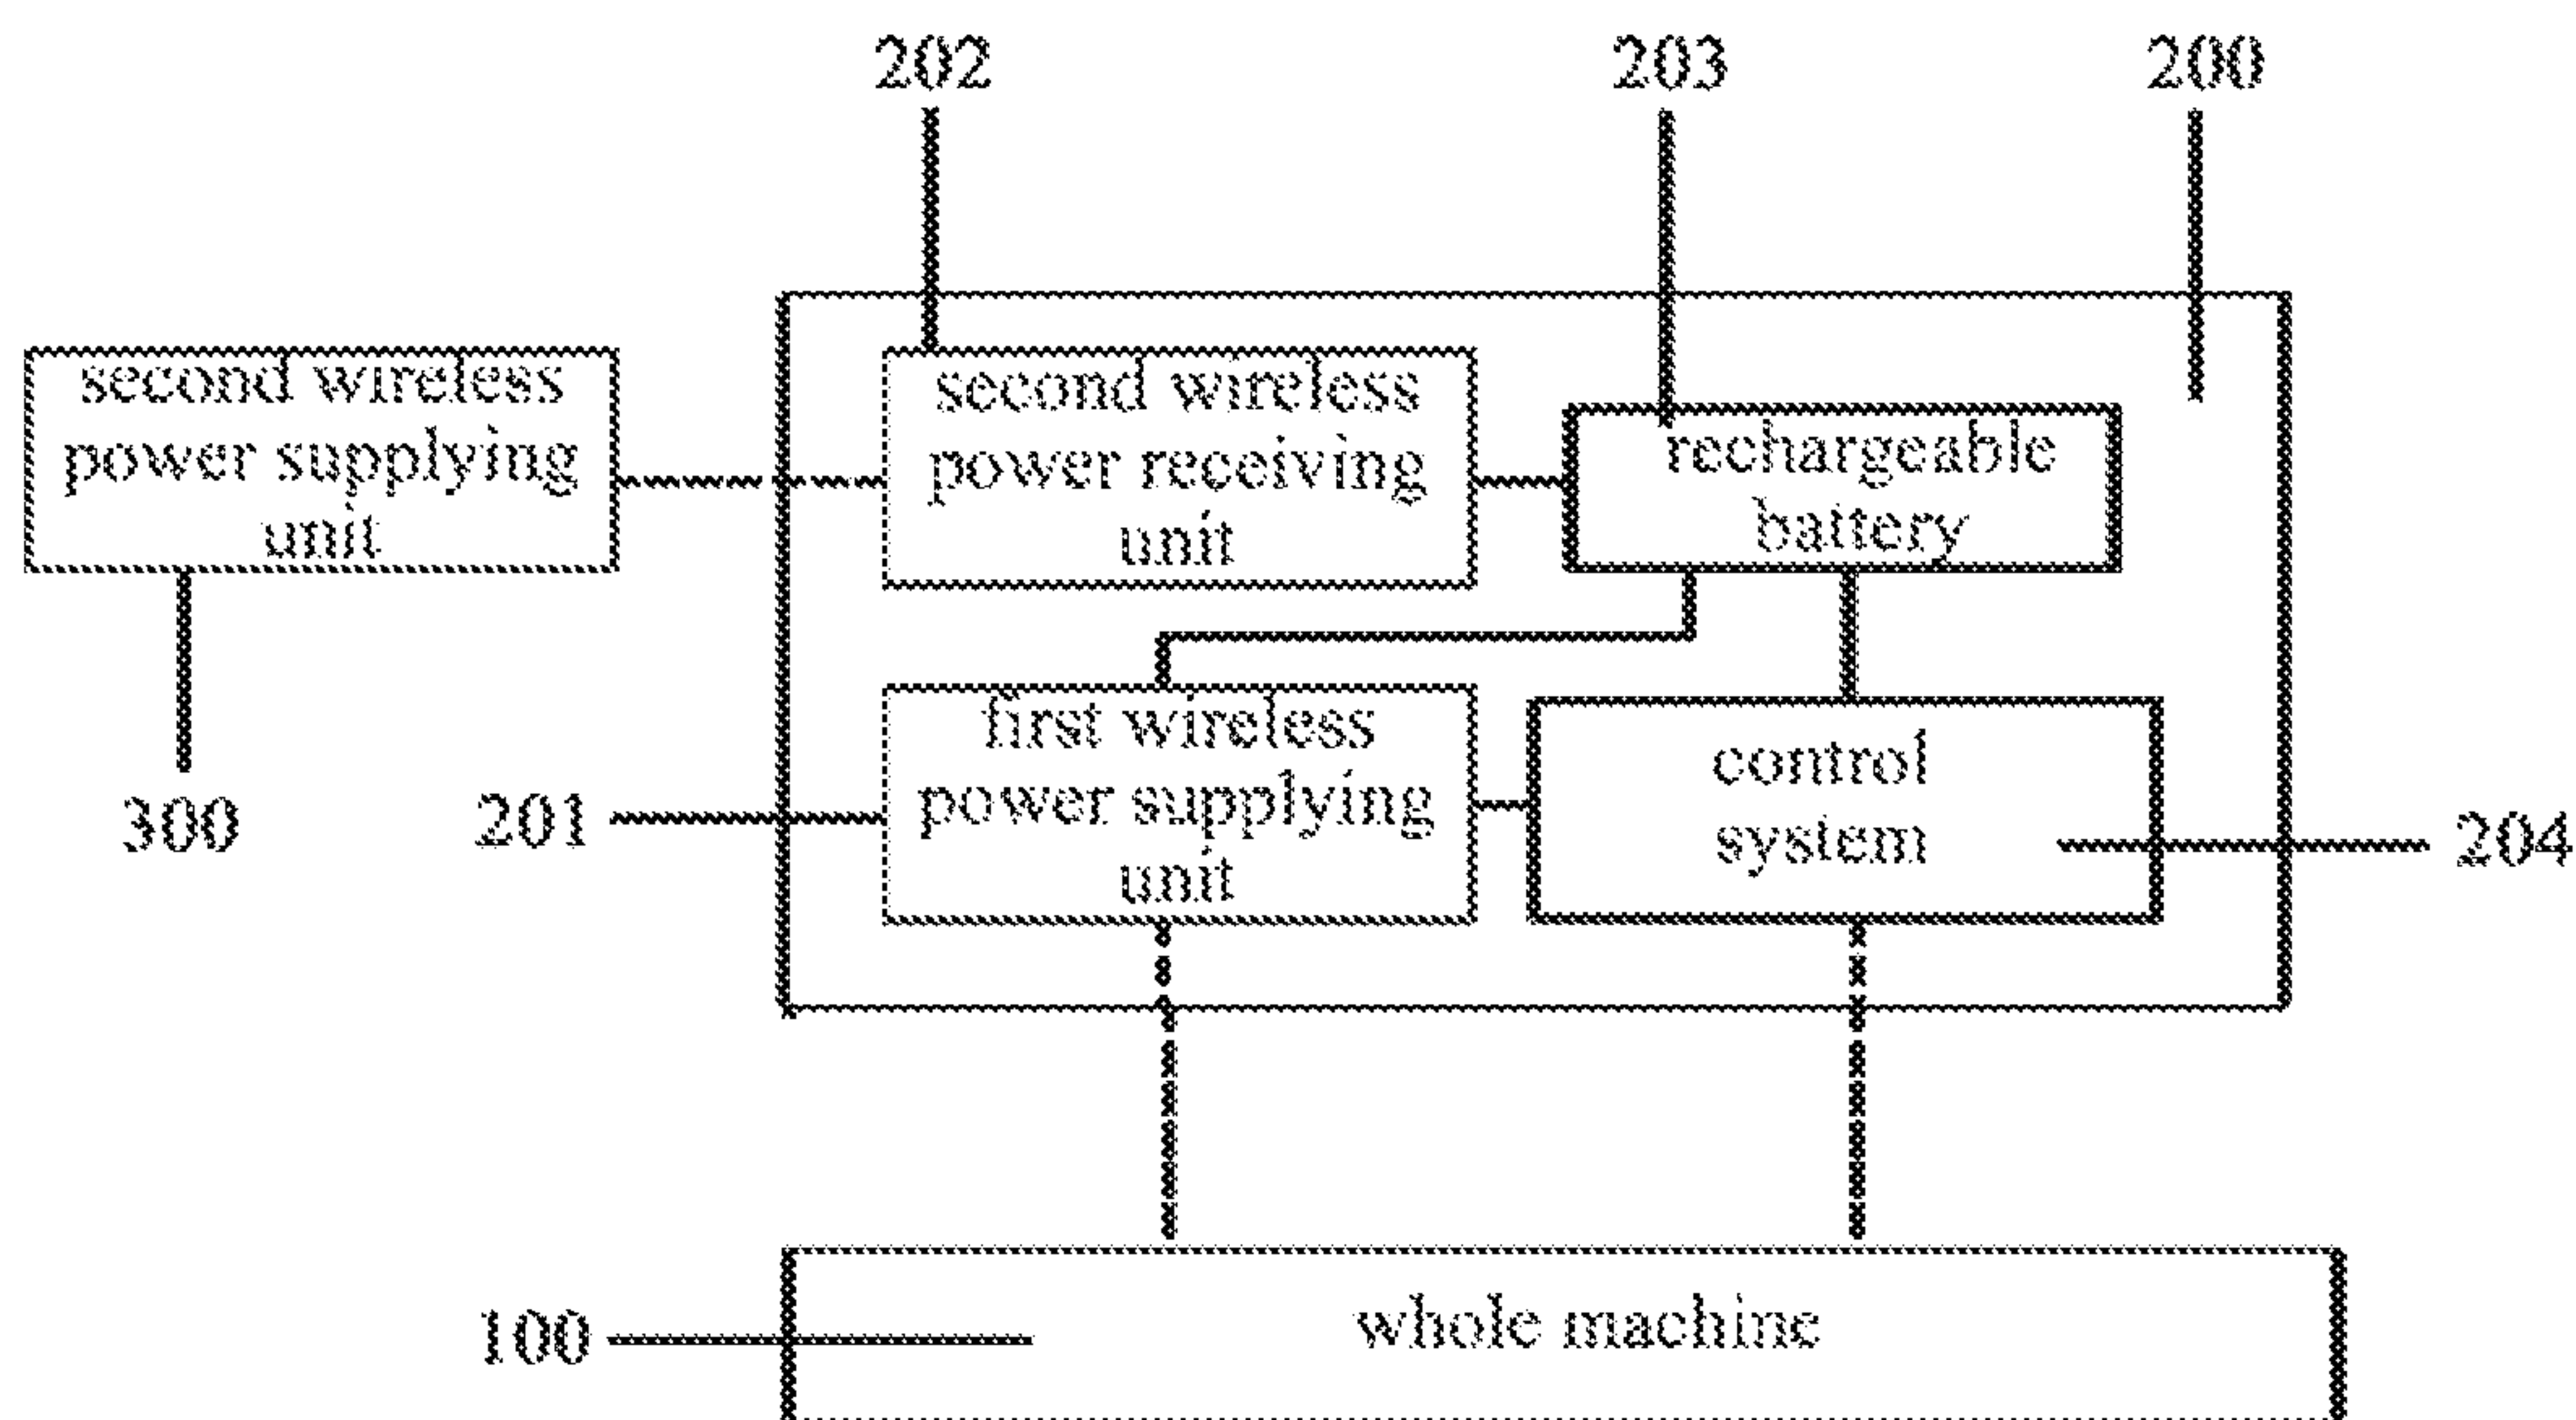 202
203
200
second wireless
power supplying
unit
second wireless
power receiving
unit
rechargeable
battery
300
201
first wireless
power supplying
unit
control
system
204
100
whole machine